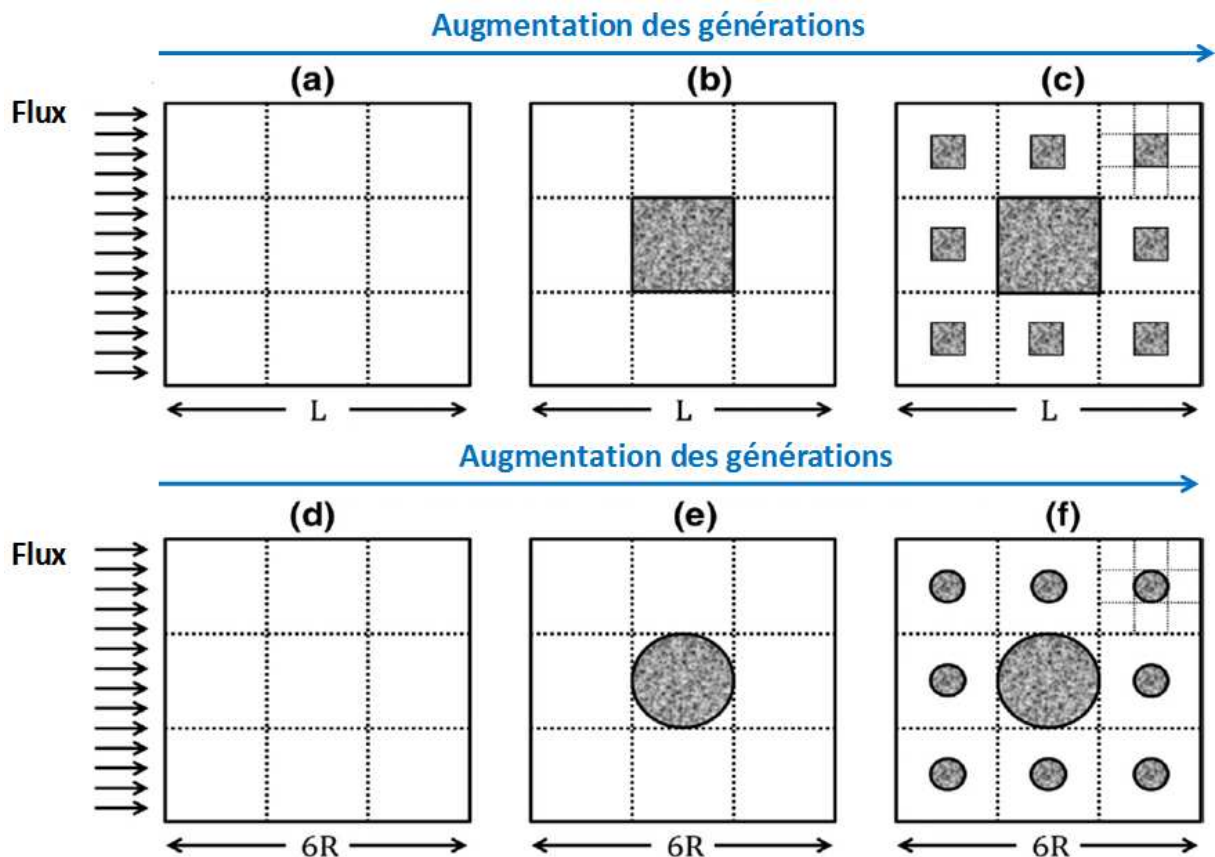 Augmentation des générations
(a) (b) (c)
Flux
L L L
Augmentation des générations
(d) (e) (f)
Flux
6R 6R 6R